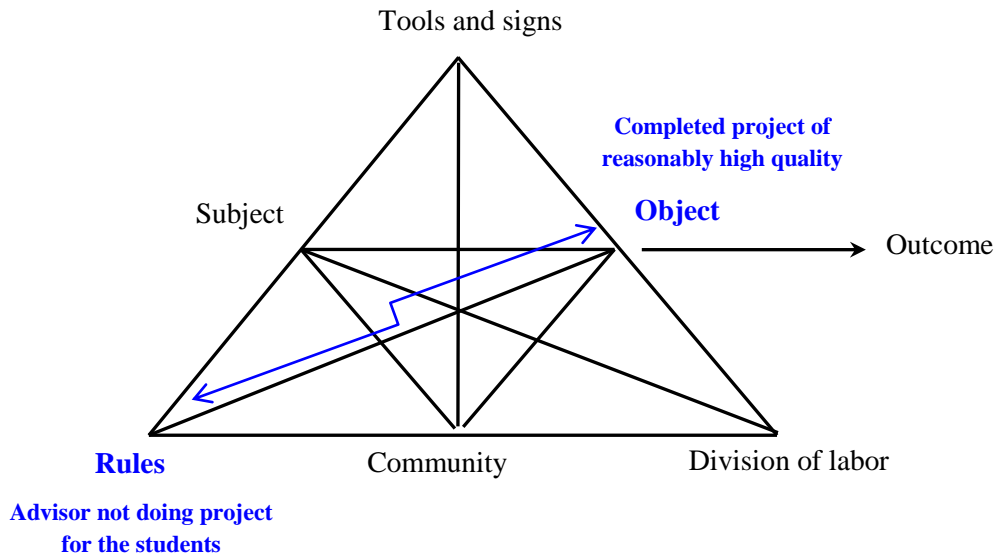 Tools and signs
Completed project of
reasonably high quality
Subject
Object
Outcome
Rules
Community
Division of labor
Advisor not doing project
for the students